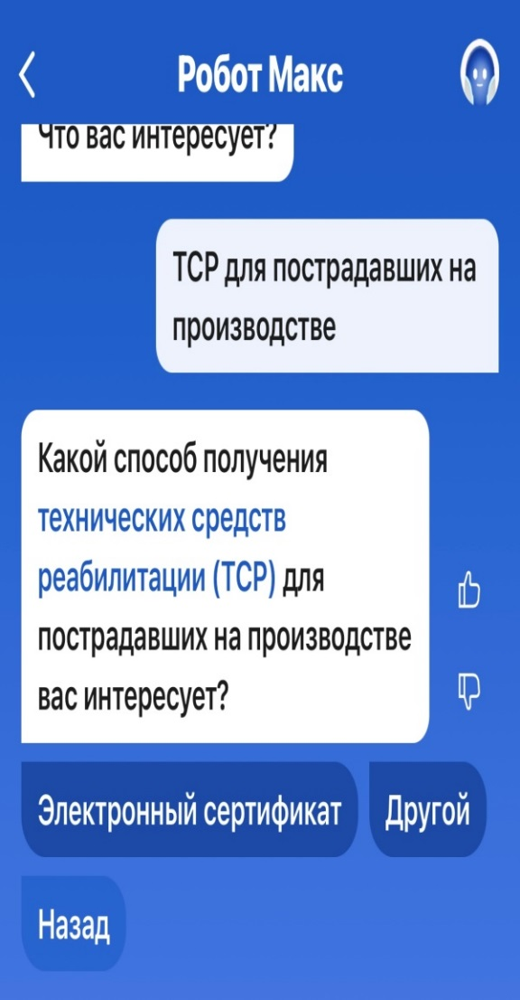 Робот Макс
Что вас интересует?
ТСР для пострадавших на
производстве
Какой способ получения
технических средств
реабилитации (ТСР) для
пострадавших на производстве
вас интересует?
Электронный сертификат
Другой
Назад